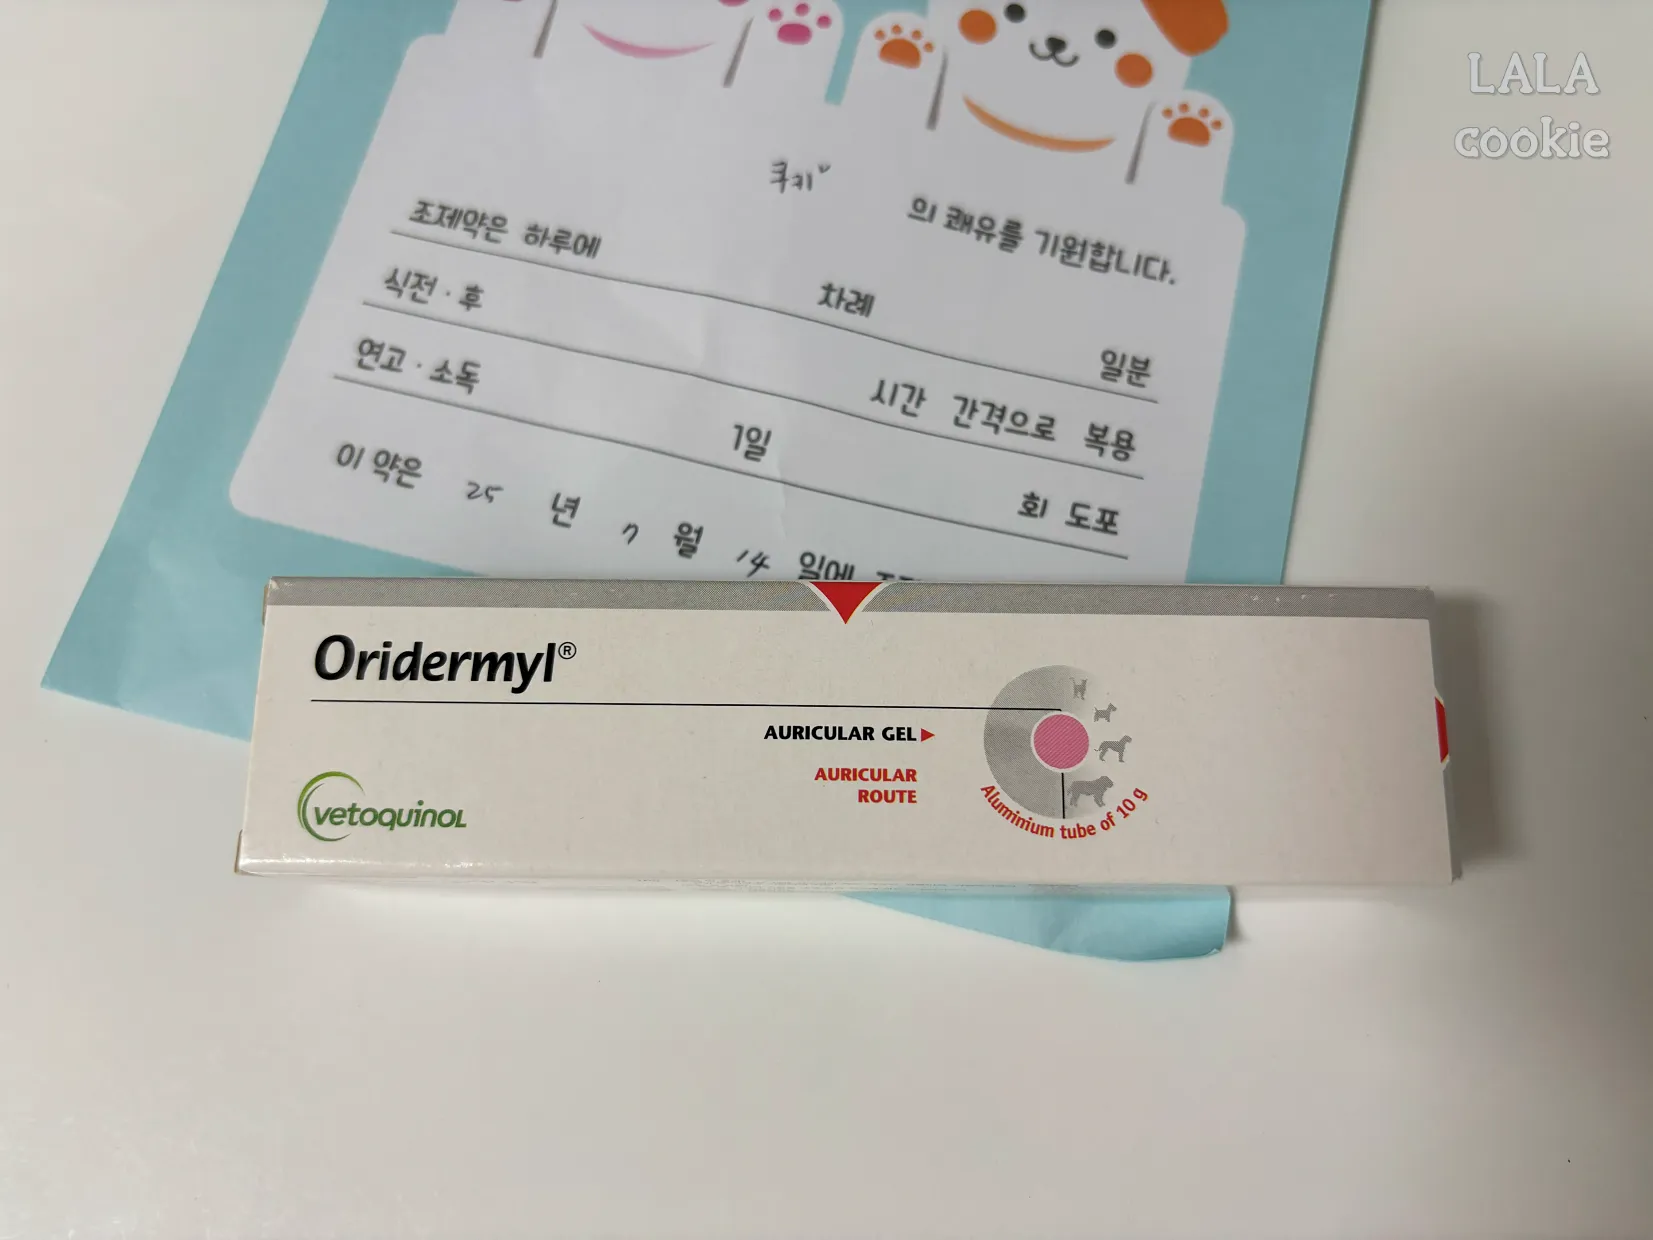 LALA
cookie
쿠키
의 쾌유를 기원합니다.
조제약은 하루에 차례 일분
식전 · 후 시간 간격으로 복용
연고 · 소독 1일 회 도포
이 약은 25 년 7 월 14 일에
Oridermyl®
AURICULAR GEL
AURICULAR
ROUTE
Aluminium tube of 10 g
vetoquinol